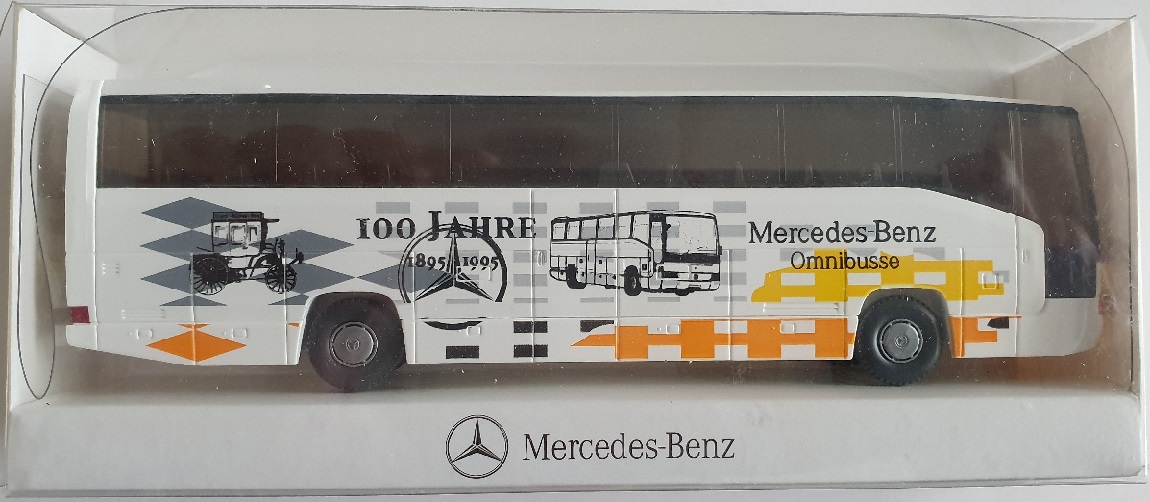 100 JAHRE
1895 1995
Mercedes-Benz
Omnibusse
Mercedes-Benz